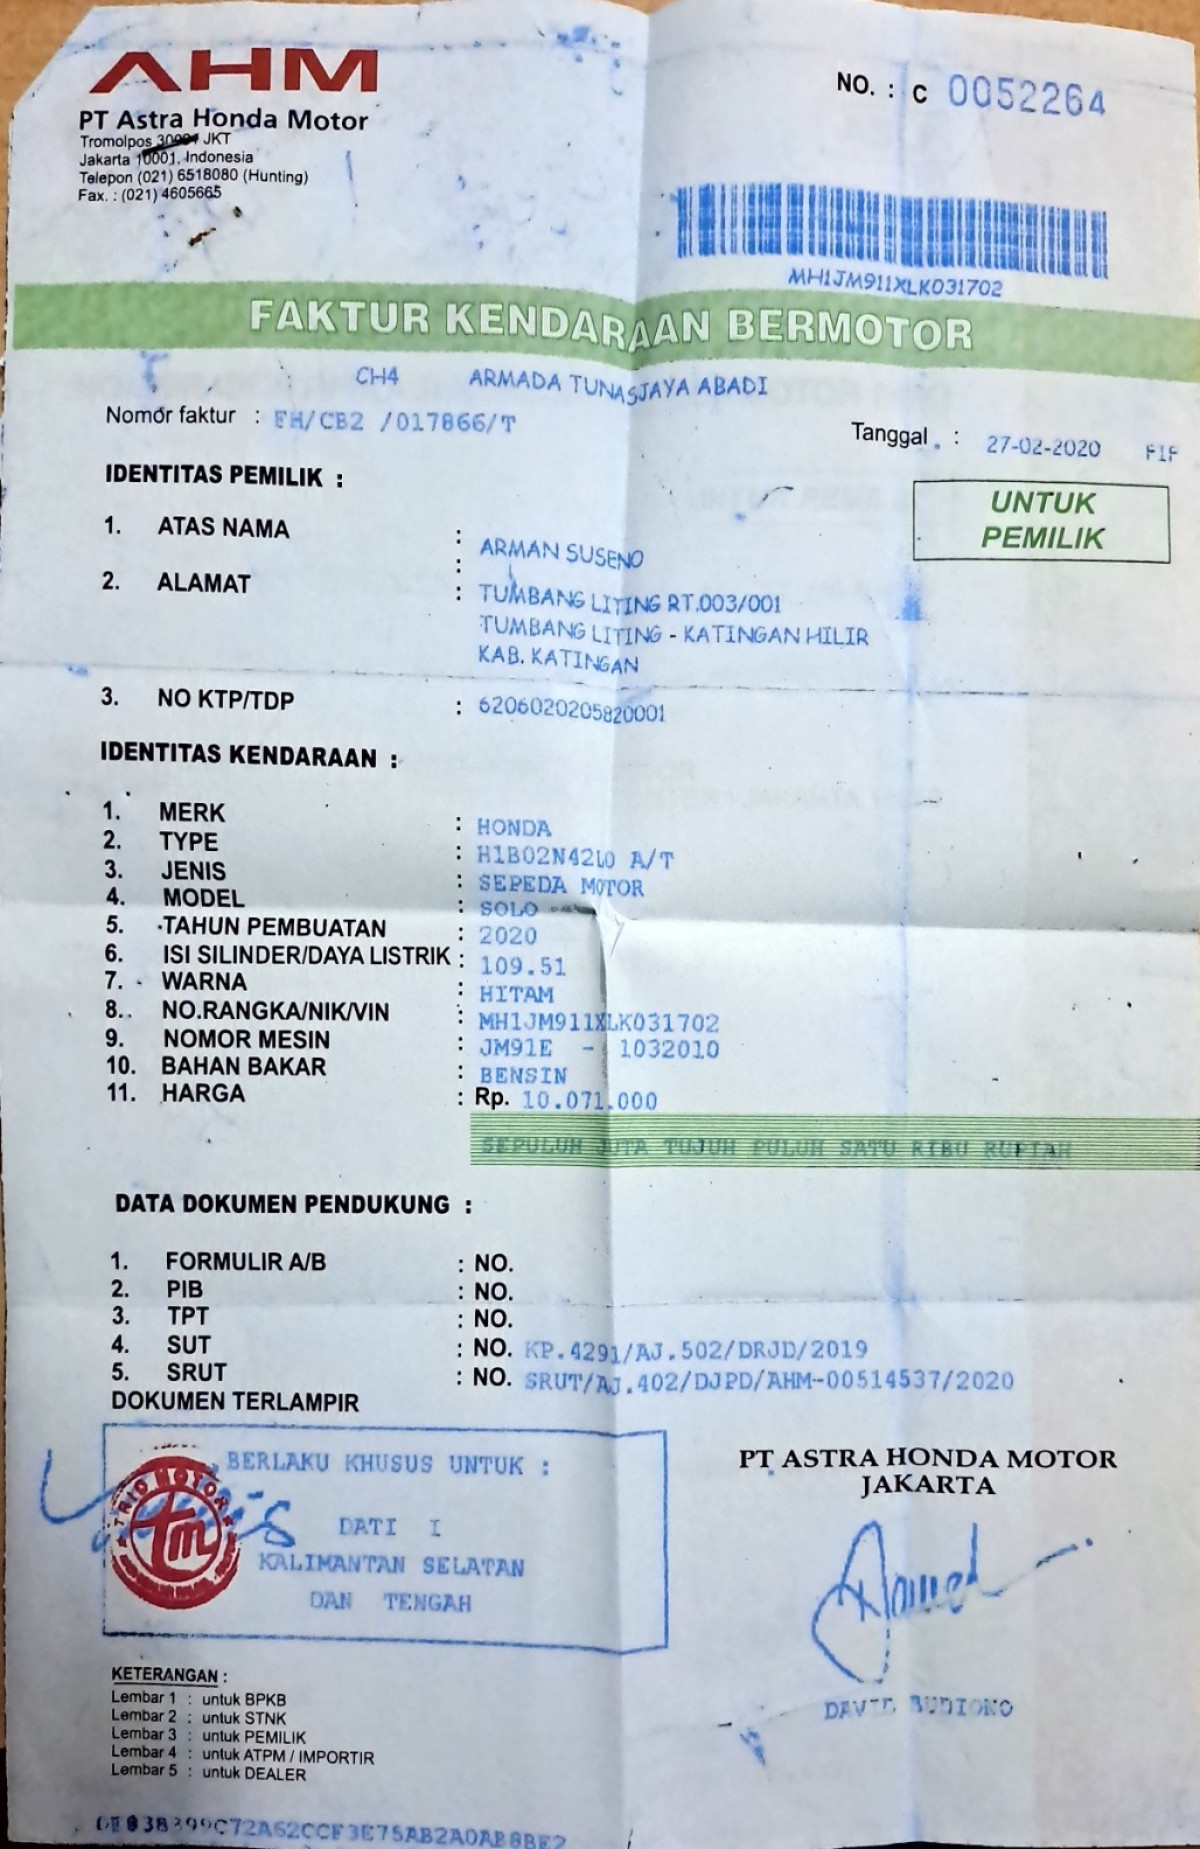 AHM
PT Astra Honda Motor
Tromolpos JKT
Jakarta 10001, Indonesia
Telepon (021) 6518080 (Hunting)
Fax. : (021) 4605665
NO. : C 0052264
MH1JM911XLK031702
FAKTUR KENDARAAN BERMOTOR
CH4 ARMADA TUNASJAYA ABADI
Nomor faktur : FH/CB2 /017866/T
Tanggal : 27-02-2020 FIF
IDENTITAS PEMILIK :
UNTUK
PEMILIK
1. ATAS NAMA : ARMAN SUSENO
2. ALAMAT : TUMBANG LITING RT.003/001
TUMBANG LITING - KATINGAN HILIR
KAB. KATINGAN
3. NO KTP/TDP : 6206020205820001
IDENTITAS KENDARAAN :
1. MERK : HONDA
2. TYPE : H1B02N42L0 A/T
3. JENIS : SEPEDA MOTOR
4. MODEL : SOLO
5. TAHUN PEMBUATAN : 2020
6. ISI SILINDER/DAYA LISTRIK : 109.51
7. WARNA : HITAM
8. NO.RANGKA/NIK/VIN : MH1JM911XLK031702
9. NOMOR MESIN : JM91E - 1032010
10. BAHAN BAKAR : BENSIN
11. HARGA : Rp. 10.071.000
SEPULUH JUTA TUJUH PULUH SATU RIBU RUPIAH
DATA DOKUMEN PENDUKUNG :
1. FORMULIR A/B : NO.
2. PIB : NO.
3. TPT : NO.
4. SUT : NO. KP.4291/AJ.502/DRJD/2019
5. SRUT : NO. SRUT/AJ.402/DJPD/AHM-00514537/2020
DOKUMEN TERLAMPIR
BERLAKU KHUSUS UNTUK :
DATI I
KALIMANTAN SELATAN
DAN TENGAH
TRIO MOTOR
tm
PT ASTRA HONDA MOTOR
JAKARTA
DAVID BUDIONO
KETERANGAN :
Lembar 1 : untuk BPKB
Lembar 2 : untuk STNK
Lembar 3 : untuk PEMILIK
Lembar 4 : untuk ATPM / IMPORTIR
Lembar 5 : untuk DEALER